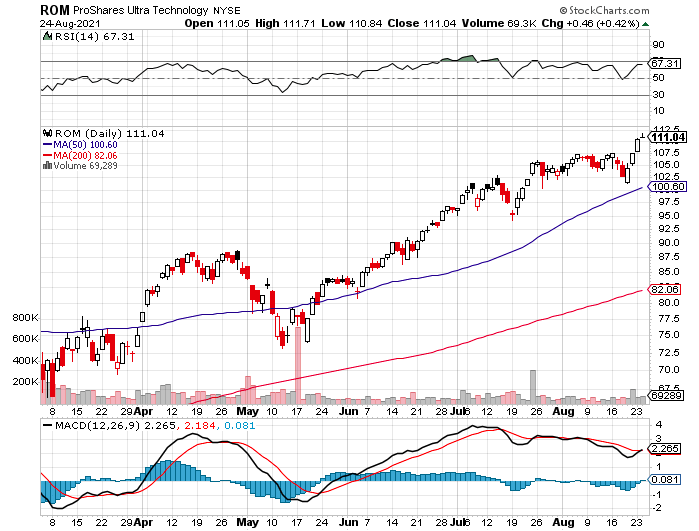 ROM ProShares Ultra Technology NYSE © StockCharts.com
24-Aug-2021 Open 111.05 High 111.71 Low 110.84 Close 111.04 Volume 69.3K Chg +0.46 (+0.42%)
RSI(14) 67.31
90
67.31
50
30
10
ROM (Daily) 111.04
MA(50) 100.60
MA(200) 82.06
Volume 69,289
112.5
111.04
107.5
105.0
102.5
100.60
97.5
95.0
92.5
90.0
87.5
85.0
82.06
80.0
77.5
75.0
72.5
70.0
67.5
69289
800K
600K
400K
200K
8 15 22 29 Apr 12 19 26 May 10 17 24 Jun 7 14 21 28 Jul 6 12 19 26 Aug 9 16 23
MACD(12,26,9) 2.265, 2.184, 0.081
4
3
2.265
1
0.081
-1
-2
8 15 22 29 Apr 12 19 26 May 10 17 24 Jun 7 14 21 28 Jul 6 12 19 26 Aug 9 16 23